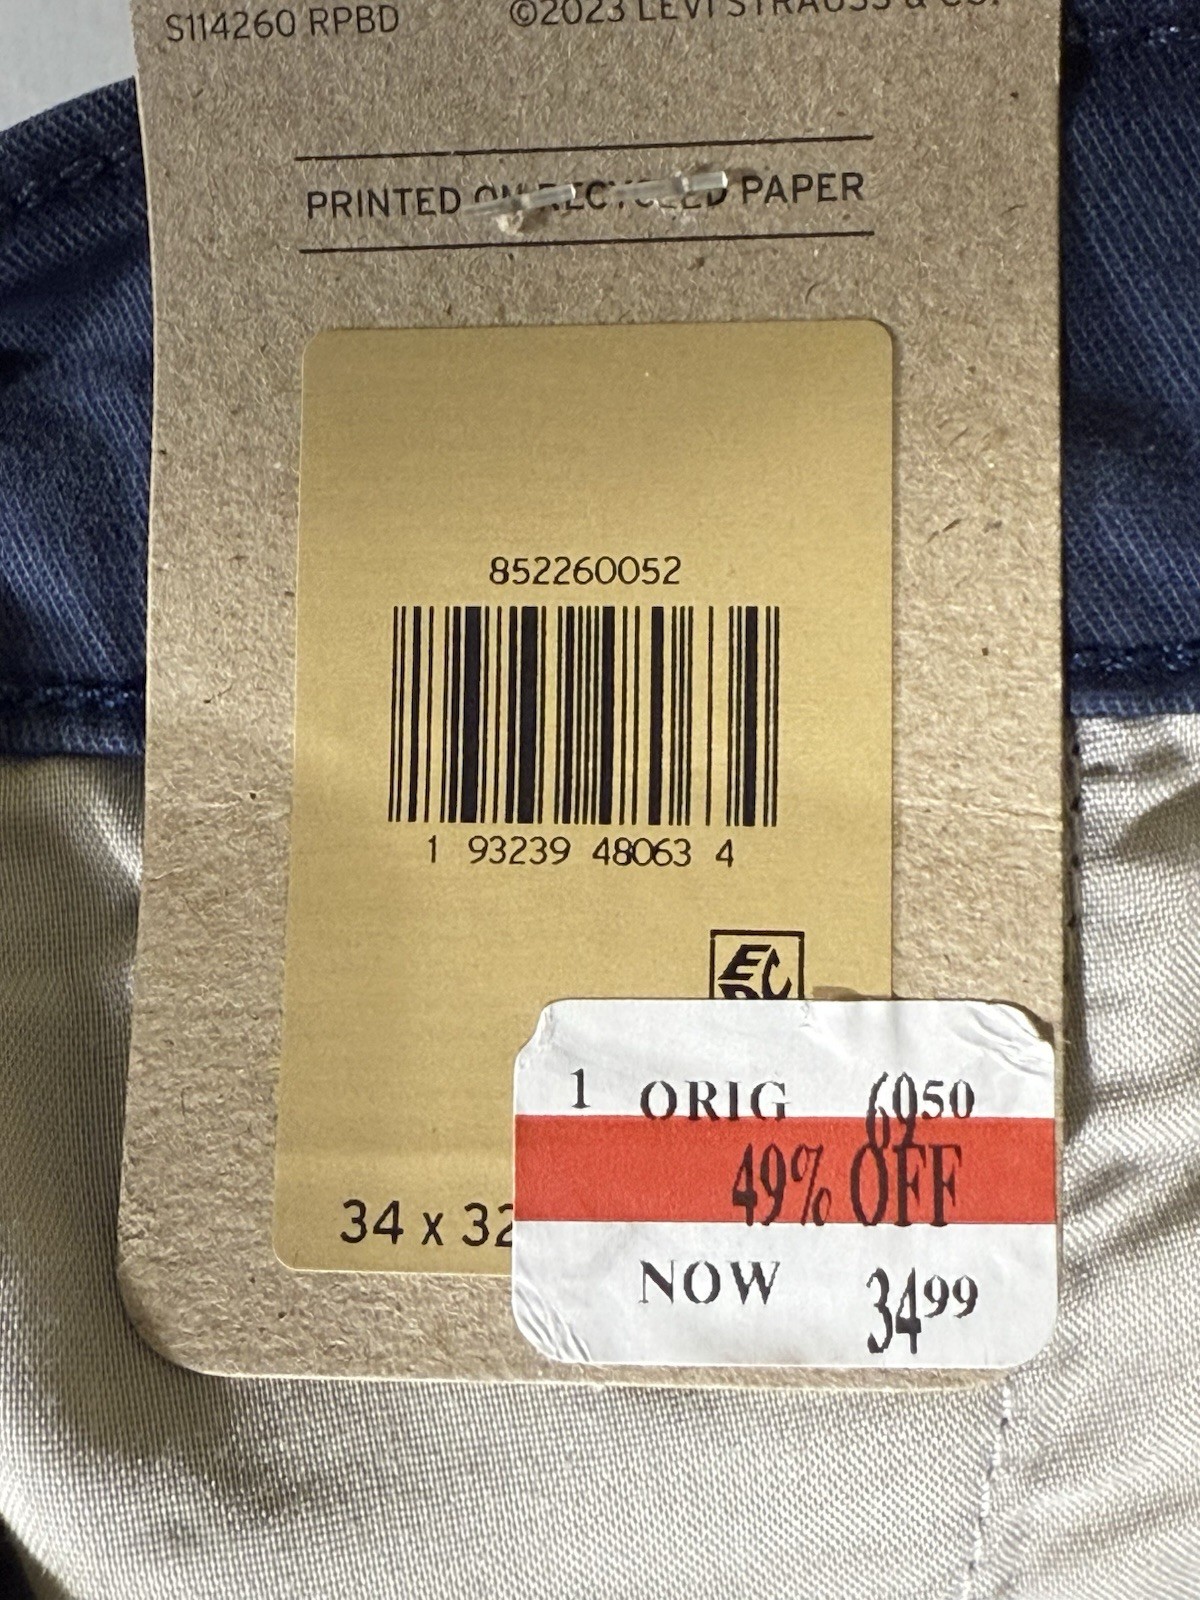 S114260 RPBD ©2023 LEVI STRAUSS & CO.
PRINTED ON RECYCLED PAPER
852260052
1 93239 48063 4
34 x 32
1 ORIG 6950
49% OFF
NOW 3499